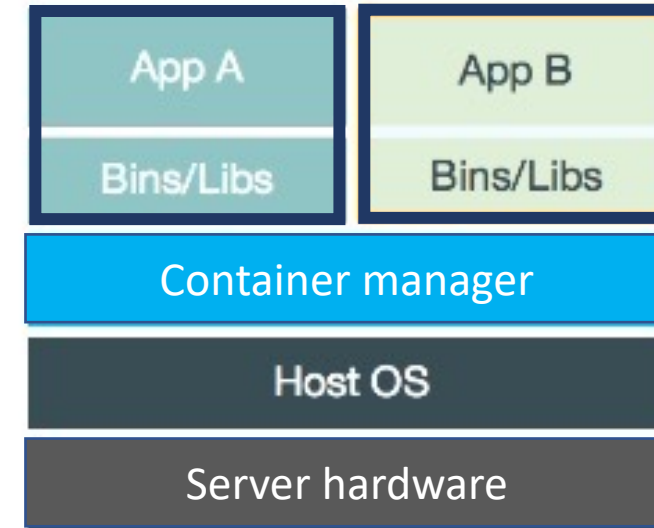 App A
App B
Bins/Libs
Bins/Libs
Container manager
Host OS
Server hardware